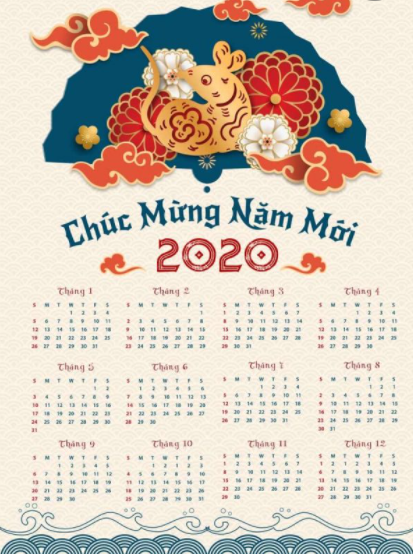 Chúc Mừng Năm Mới
2020
Tháng 1
S M T W T F S
1 2 3 4
5 6 7 8 9 10 11
12 13 14 15 16 17 18
19 20 21 22 23 24 25
26 27 28 29 30 31
Tháng 2
S M T W T F S
1
2 3 4 5 6 7 8
9 10 11 12 13 14 15
16 17 18 19 20 21 22
23 24 25 26 27 28 29
Tháng 3
S M T W T F S
1 2 3 4 5 6 7
8 9 10 11 12 13 14
15 16 17 18 19 20 21
22 23 24 25 26 27 28
29 30 31
Tháng 4
S M T W T F S
1 2 3 4
5 6 7 8 9 10 11
12 13 14 15 16 17 18
19 20 21 22 23 24 25
26 27 28 29 30
Tháng 5
S M T W T F S
1 2
3 4 5 6 7 8 9
10 11 12 13 14 15 16
17 18 19 20 21 22 23
24 25 26 27 28 29 30
31
Tháng 6
S M T W T F S
1 2 3 4 5 6
7 8 9 10 11 12 13
14 15 16 17 18 19 20
21 22 23 24 25 26 27
28 29 30
Tháng 7
S M T W T F S
1 2 3 4
5 6 7 8 9 10 11
12 13 14 15 16 17 18
19 20 21 22 23 24 25
26 27 28 29 30 31
Tháng 8
S M T W T F S
2 3 4 5 6 7 8
9 10 11 12 13 14 15
16 17 18 19 20 21 22
23 24 25 26 27 28 29
30 31
Tháng 9
S M T W T F S
1 2 3 4 5
6 7 8 9 10 11 12
13 14 15 16 17 18 19
20 21 22 23 24 25 26
27 28 29 30
Tháng 10
S M T W T F S
1 2 3
4 5 6 7 8 9 10
11 12 13 14 15 16 17
18 19 20 21 22 23 24
25 26 27 28 29 30 31
Tháng 11
S M T W T F S
1 2 3 4 5 6 7
8 9 10 11 12 13 14
15 16 17 18 19 20 21
22 23 24 25 26 27 28
29 30
Tháng 12
S M T W T F S
1 2 3 4 5
6 7 8 9 10 11 12
13 14 15 16 17 18 19
20 21 22 23 24 25 26
27 28 29 30 31